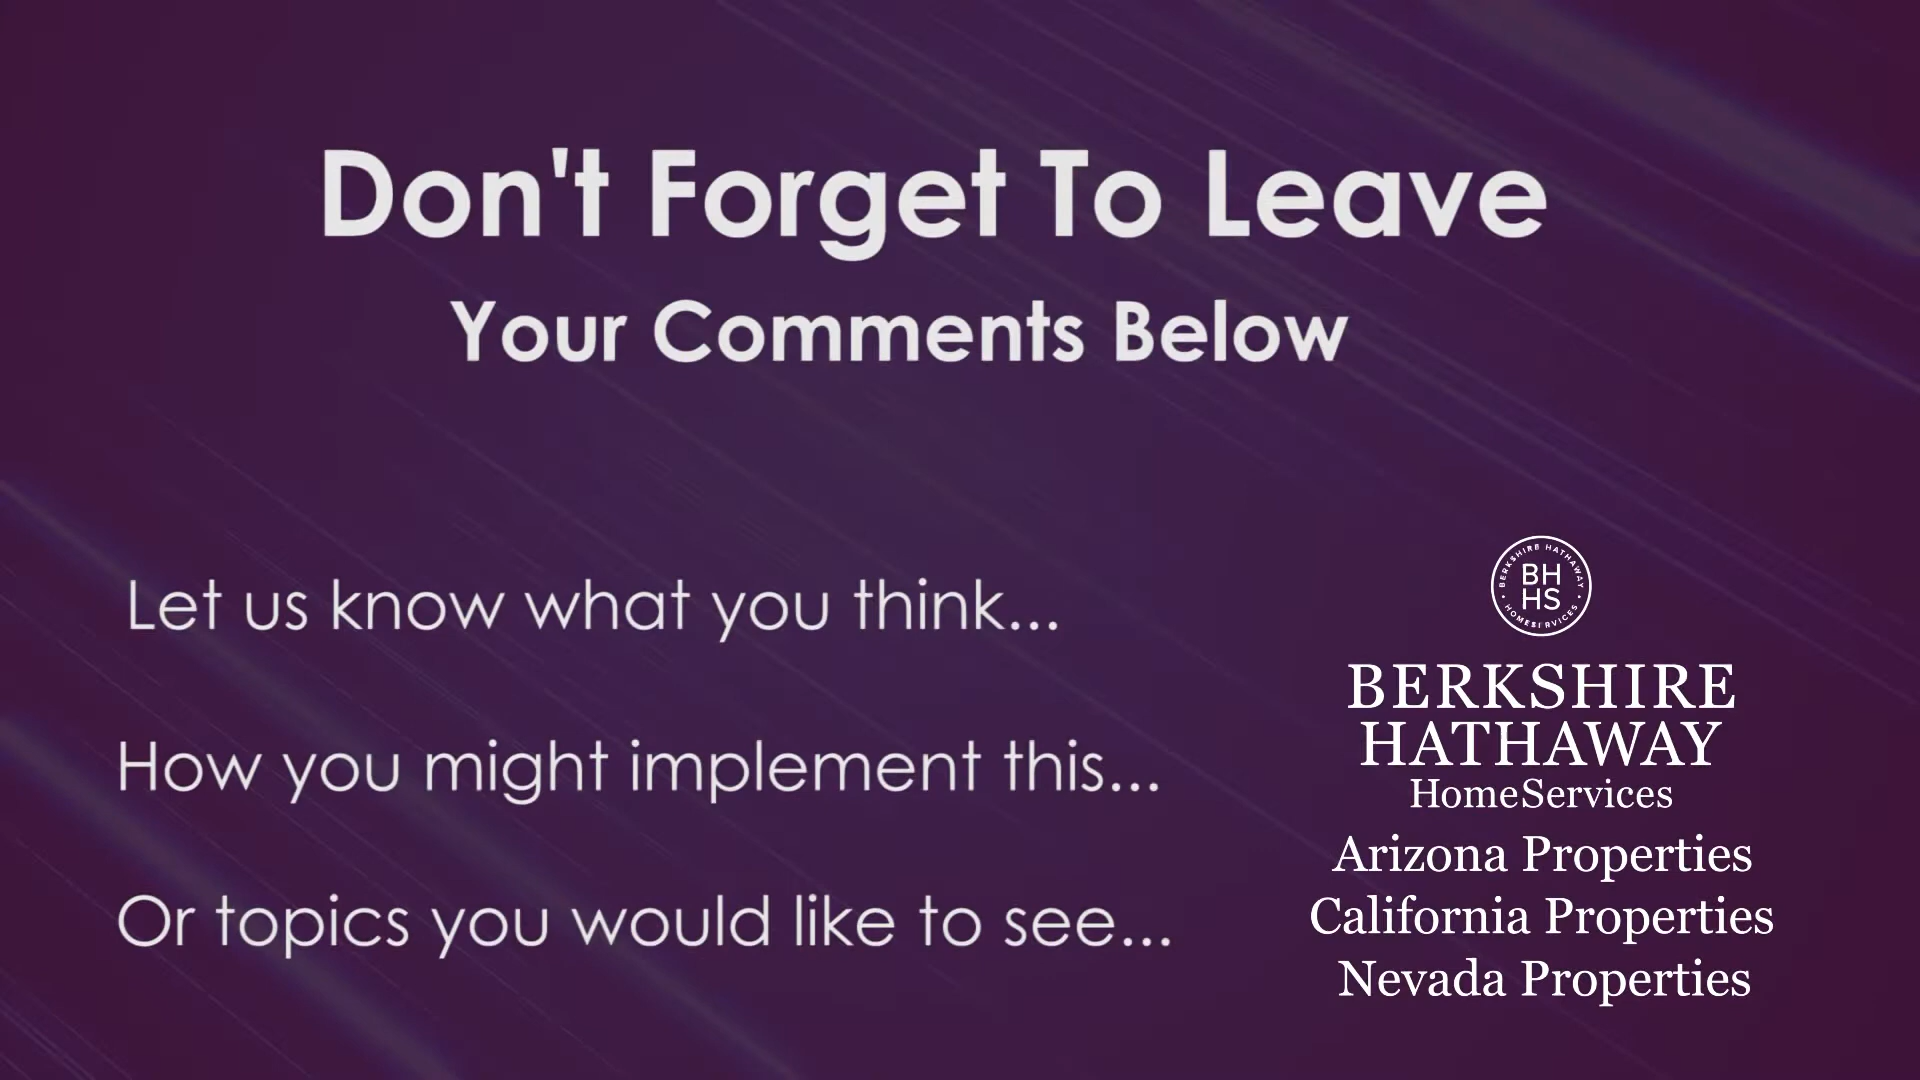 Don't Forget To Leave
Your Comments Below
Let us know what you think...
How you might implement this...
Or topics you would like to see...
BERKSHIRE HATHAWAY
BH
HS
HOMESERVICES
BERKSHIRE
HATHAWAY
HomeServices
Arizona Properties
California Properties
Nevada Properties